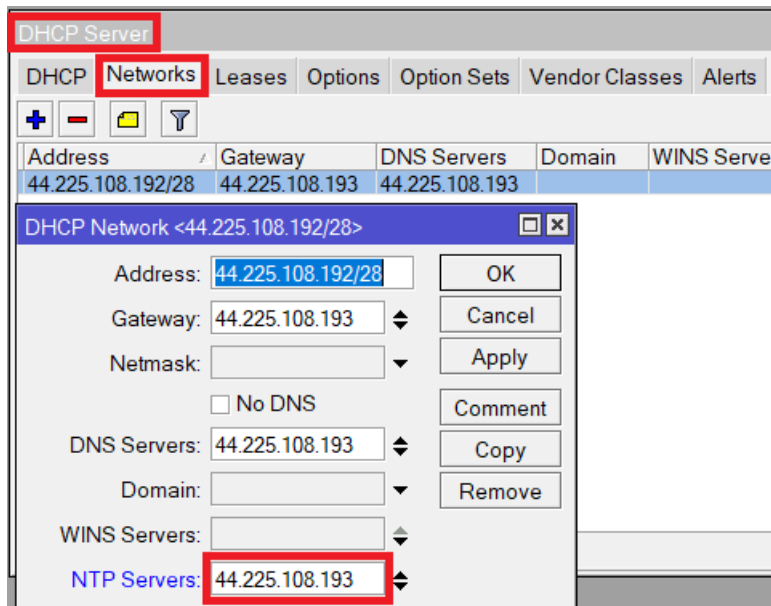 DHCP Server
DHCP Networks Leases Options Option Sets Vendor Classes Alerts
Address Gateway DNS Servers Domain WINS Serve
44.225.108.192/28 44.225.108.193 44.225.108.193
DHCP Network <44.225.108.192/28>
Address: 44.225.108.192/28 OK
Gateway: 44.225.108.193 Cancel
Netmask: Apply
No DNS Comment
DNS Servers: 44.225.108.193 Copy
Domain: Remove
WINS Servers:
NTP Servers: 44.225.108.193